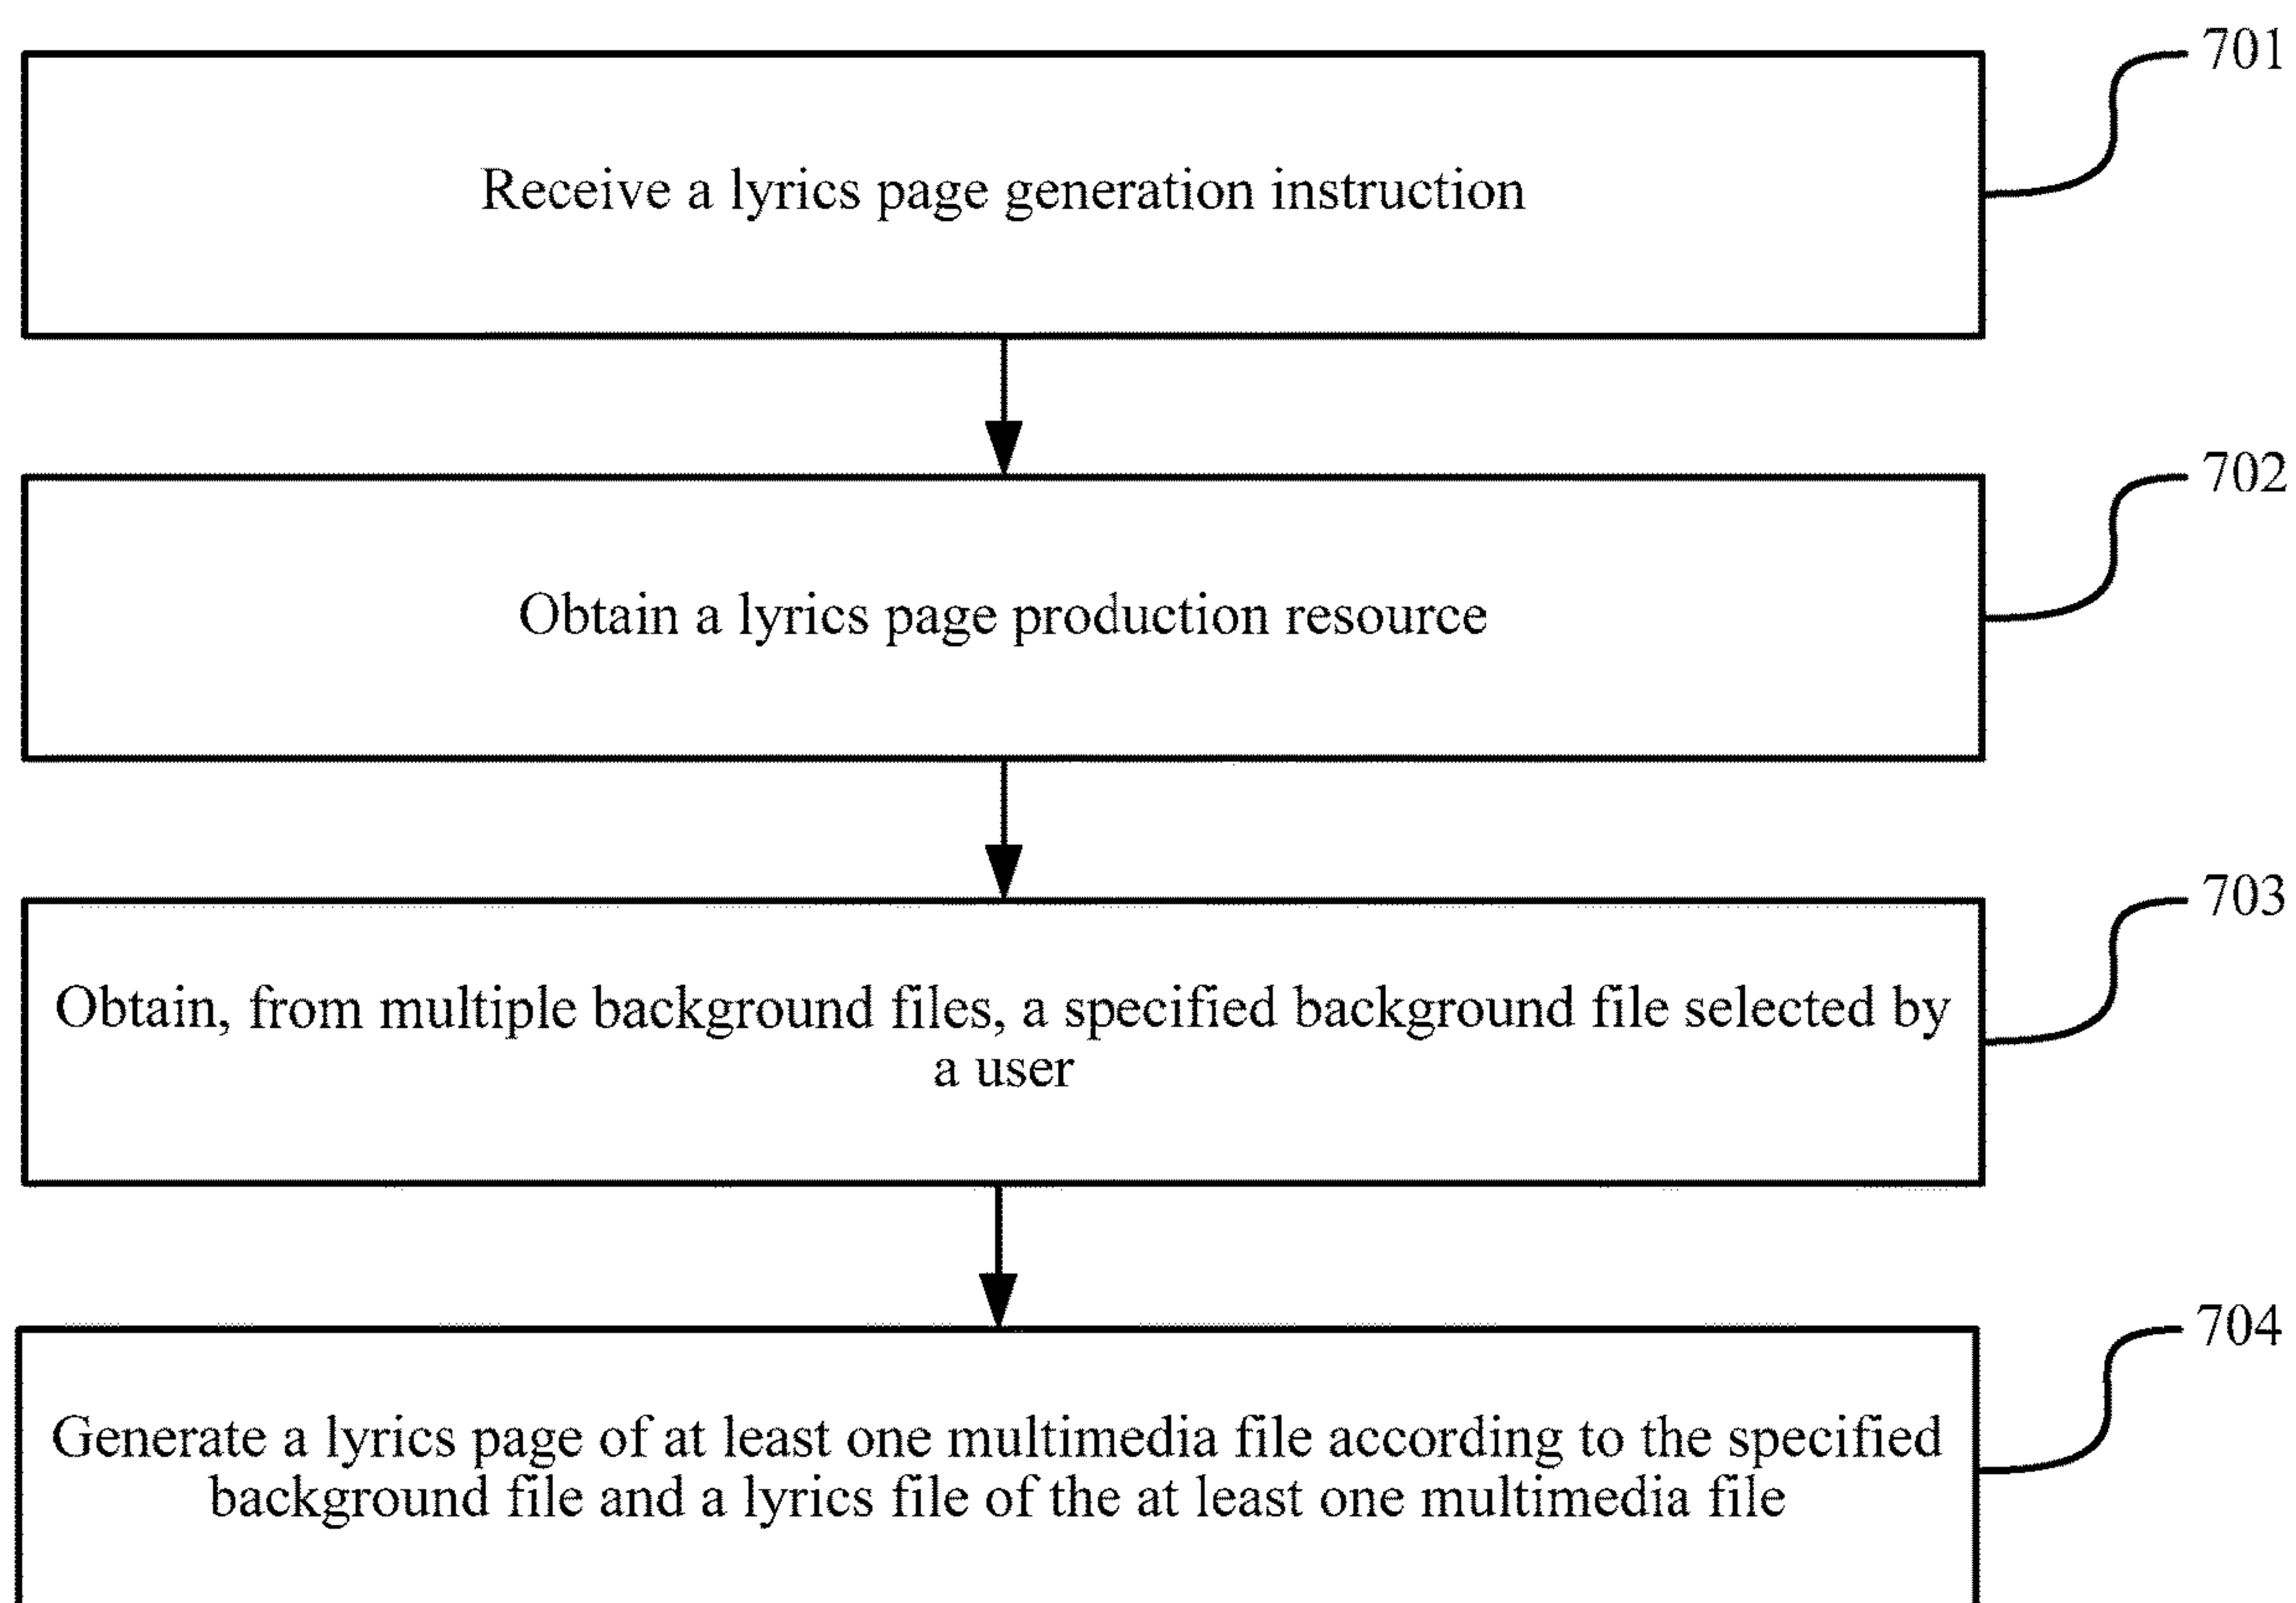 701
Receive a lyrics page generation instruction
702
Obtain a lyrics page production resource
703
Obtain, from multiple background files, a specified background file selected by
a user
704
Generate a lyrics page of at least one multimedia file according to the specified
background file and a lyrics file of the at least one multimedia file